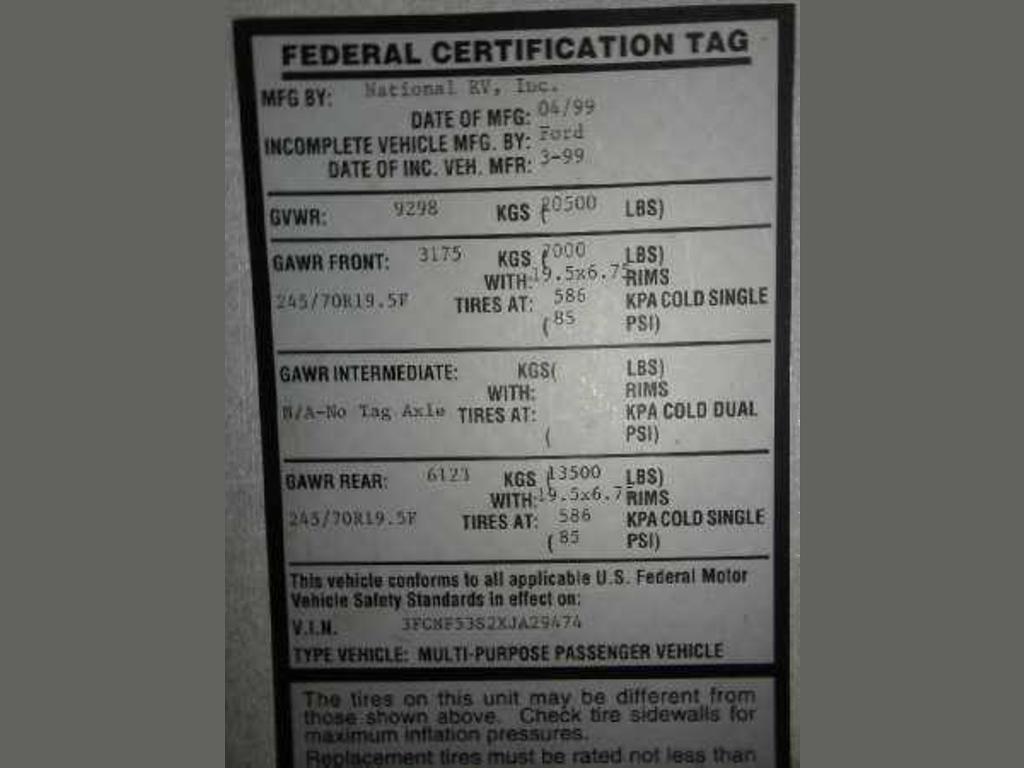 FEDERAL CERTIFICATION TAG
MFG BY: National RV, Inc.
DATE OF MFG: 04/99
INCOMPLETE VEHICLE MFG. BY: Ford
DATE OF INC. VEH. MFR: 3-99
GVWR: 9298 KGS (20500 LBS)
GAWR FRONT: 3175 KGS (7000 LBS)
WITH: 19.5x6.75 RIMS
245/70R19.5F TIRES AT: 586 KPA COLD SINGLE
(85 PSI)
GAWR INTERMEDIATE: KGS( LBS)
WITH: RIMS
N/A-No Tag Axle TIRES AT: KPA COLD DUAL
( PSI)
GAWR REAR: 6123 KGS (13500 LBS)
WITH: 19.5x6.7 RIMS
245/70R19.5F TIRES AT: 586 KPA COLD SINGLE
(85 PSI)
This vehicle conforms to all applicable U.S. Federal Motor
Vehicle Safety Standards in effect on:
V.I.N. 3FCNF53S2XJA29474
TYPE VEHICLE: MULTI-PURPOSE PASSENGER VEHICLE
The tires on this unit may be different from
those shown above. Check tire sidewalls for
maximum inflation pressures.
Replacement tires must be rated not less than